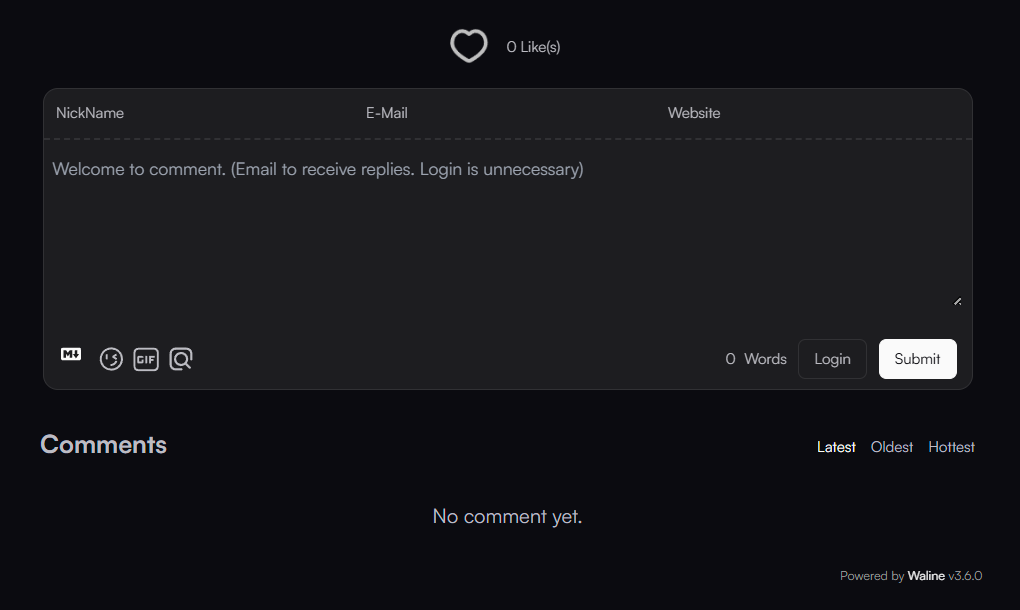 0 Like(s)
NickName E-Mail Website
Welcome to comment. (Email to receive replies. Login is unnecessary)
M GIF 0 Words Login Submit
Comments Latest Oldest Hottest
No comment yet.
Powered by Waline v3.6.0